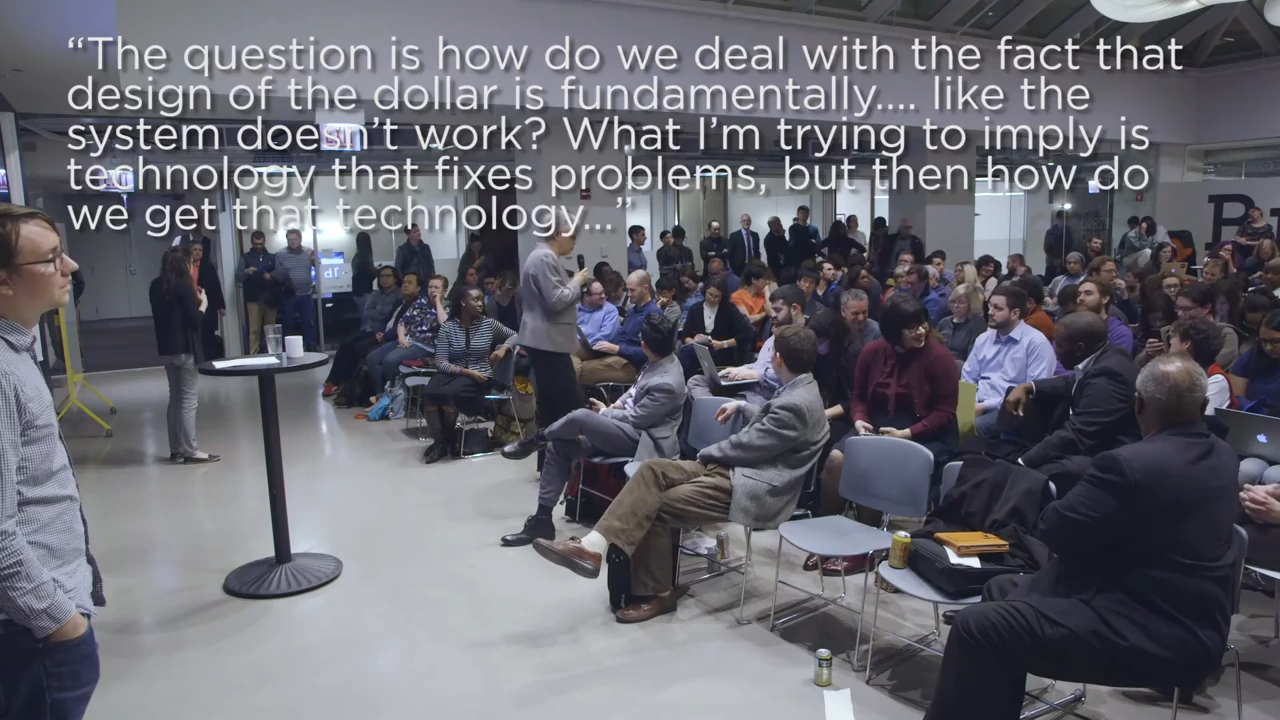 “The question is how do we deal with the fact that
design of the dollar is fundamentally.... like the
system doesn’t work? What I’m trying to imply is
technology that fixes problems, but then how do
we get that technology...”